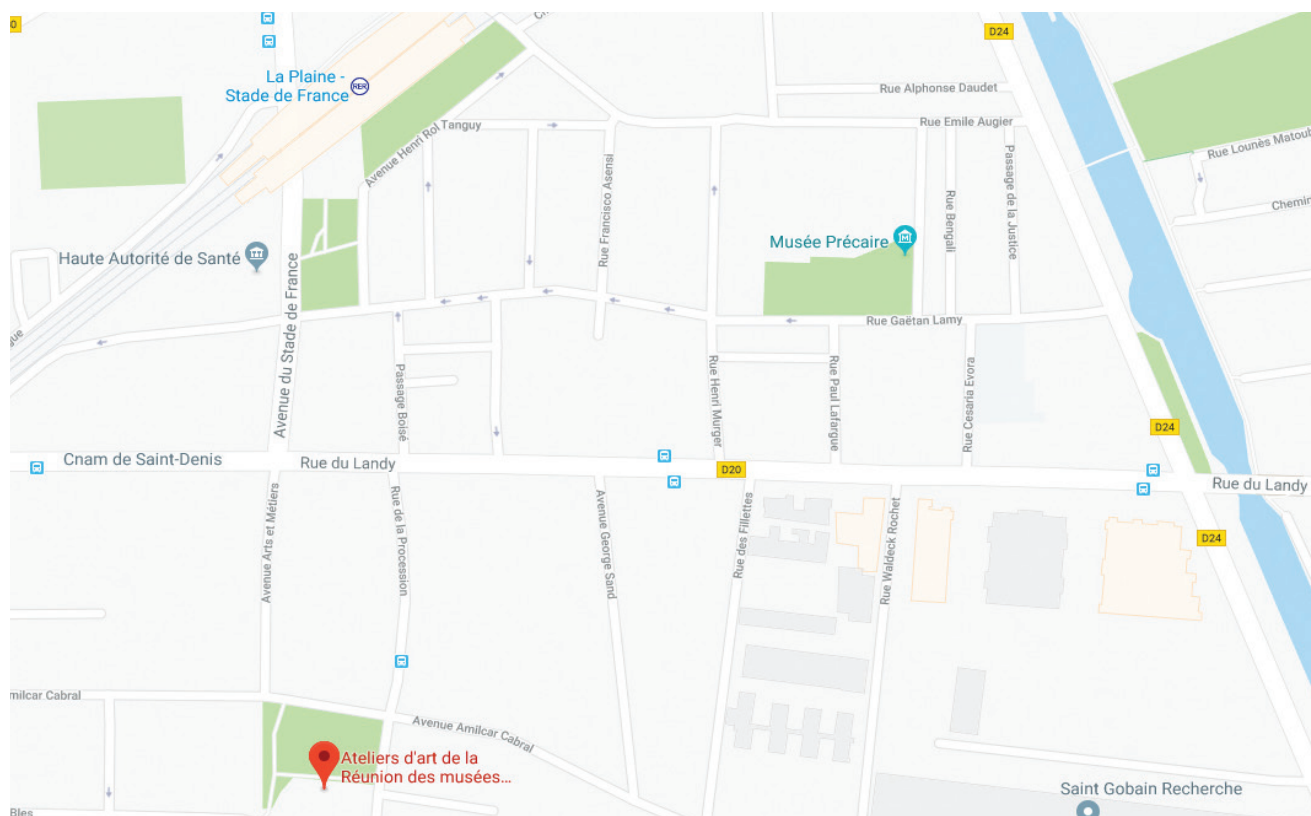 D24
La Plaine -
Stade de France
RER
Rue Alphonse Daudet
Rue Emile Augier
Avenue Henri Rol Tanguy
Rue Lounès Matoub
Rue Francisco Asensi
Passage de la Justice
Rue Bengali
Chemin
Musée Précaire
Haute Autorité de Santé
Avenue du Stade de France
Rue Gaëtan Lamy
Passage Boisé
Rue Henri Murger
Rue Paul Lafargue
Rue Cesaria Evora
D24
Cnam de Saint-Denis
Rue du Landy
D20
Rue du Landy
Avenue Arts et Métiers
Rue de la Procession
Avenue George Sand
Rue des Fillettes
Rue Waldeck Rochet
D24
milcar Cabral
Avenue Amilcar Cabral
Ateliers d'art de la
Réunion des musées...
Saint Gobain Recherche
Bles